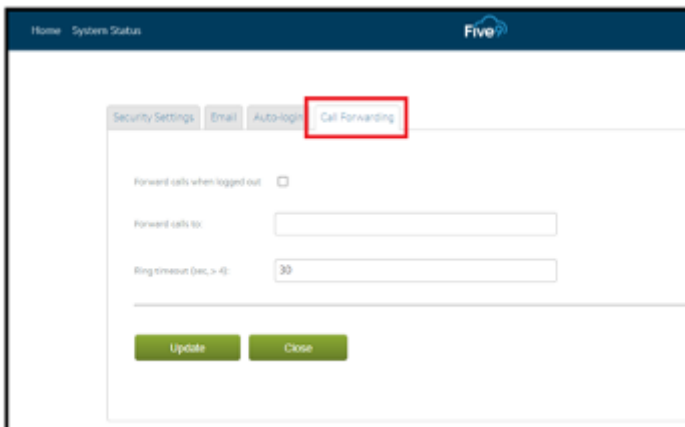 Home System Status Five9
Security Settings Email Auto-login Call Forwarding
Forward calls when logged out
Forward calls to:
Ring timeout (sec, > 4): 30
Update Close